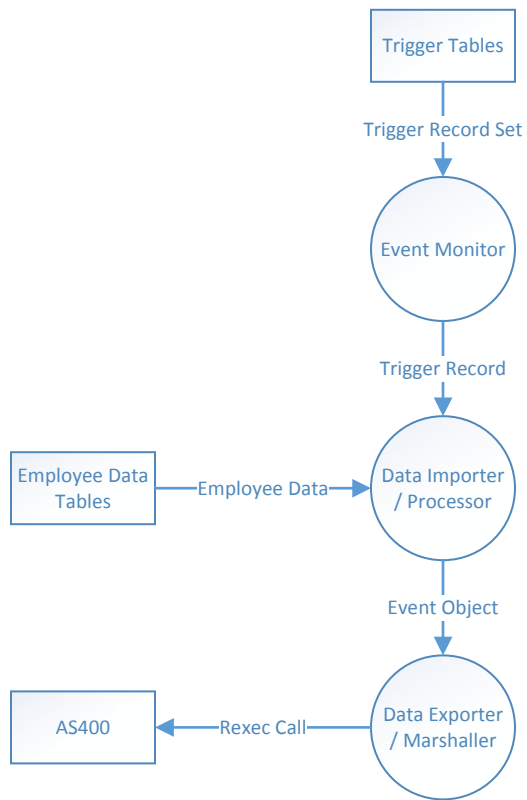 Trigger Tables
Trigger Record Set
Event Monitor
Trigger Record
Employee Data
Tables
Employee Data
Data Importer
/ Processor
Event Object
AS400
Rexec Call
Data Exporter
/ Marshaller